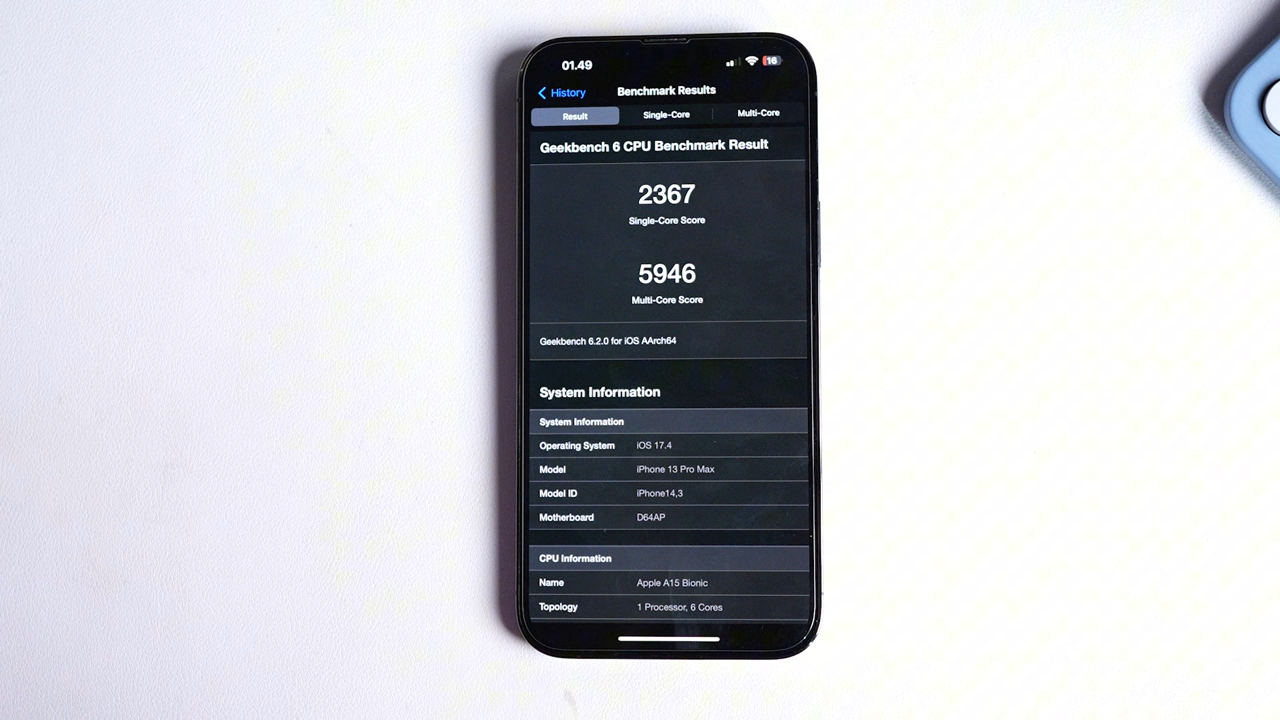 01.49
16
History
Benchmark Results
Result Single-Core Multi-Core
Geekbench 6 CPU Benchmark Result
2367
Single-Core Score
5946
Multi-Core Score
Geekbench 6.2.0 for iOS AArch64
System Information
System Information
Operating System iOS 17.4
Model iPhone 13 Pro Max
Model ID iPhone14,3
Motherboard D64AP
CPU Information
Name Apple A15 Bionic
Topology 1 Processor, 6 Cores